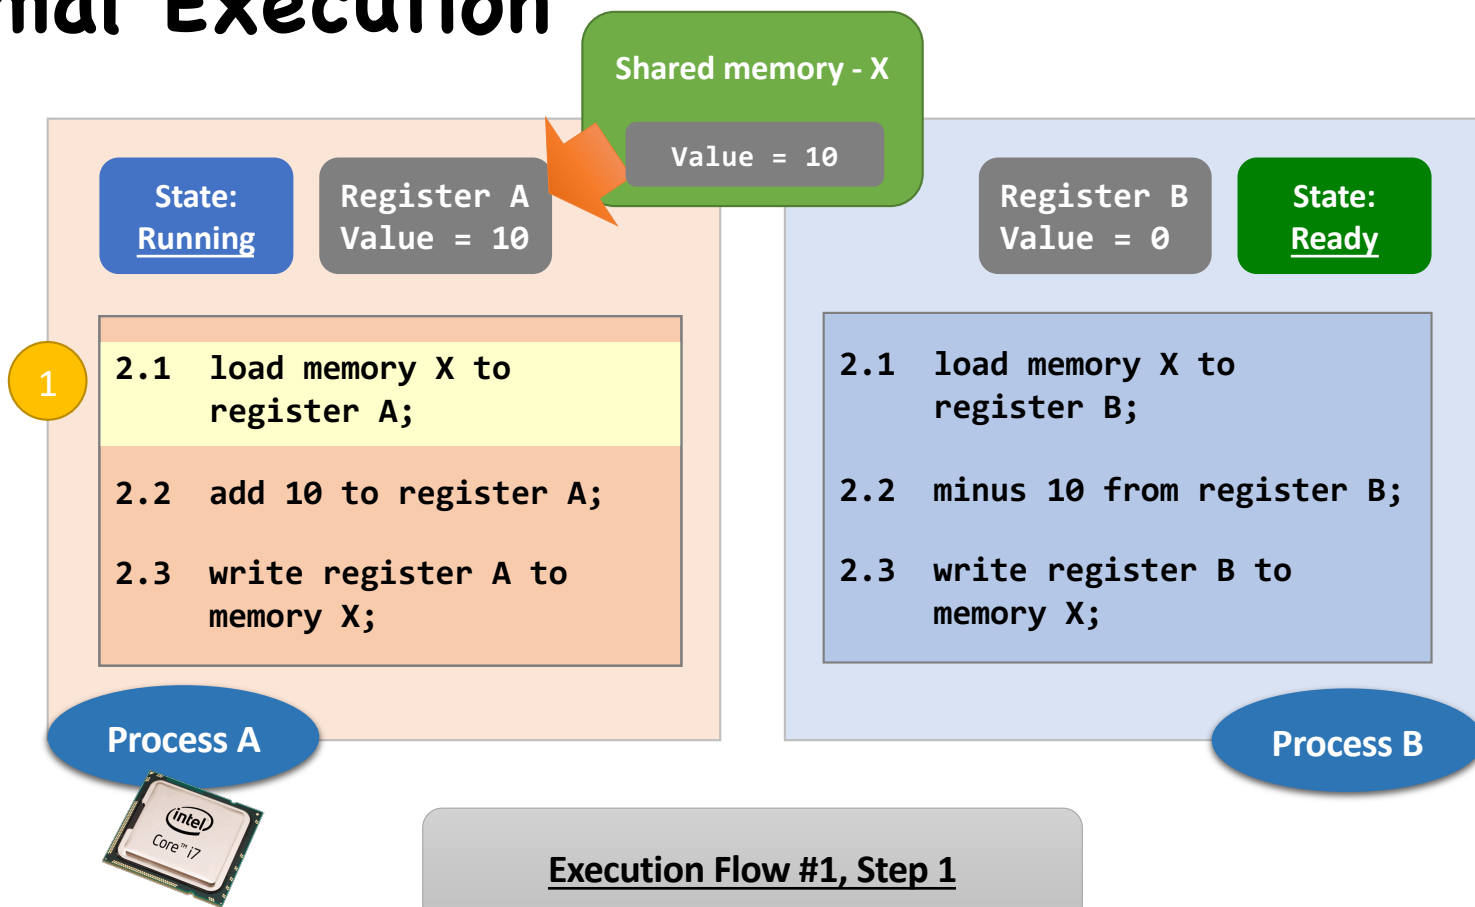 Execution
Shared memory - X
Value = 10
State:
Running
Register A
Value = 10
Register B
Value = 0
State:
Ready
1
2.1 load memory X to
register A;
2.2 add 10 to register A;
2.3 write register A to
memory X;
2.1 load memory X to
register B;
2.2 minus 10 from register B;
2.3 write register B to
memory X;
Process A
Process B
intel
Core™ i7
Execution Flow #1, Step 1